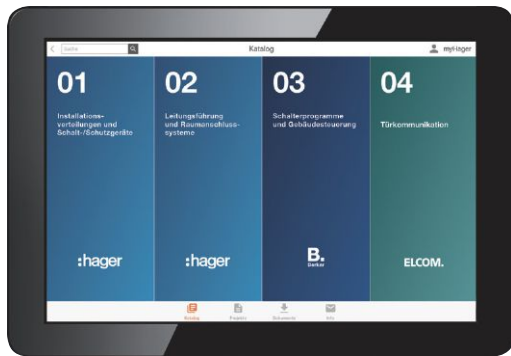 Suche
Katalog
myHager
01
02
03
04
Installations-
verteilungen und
Schalt-/Schutzgeräte
Leitungsführung
und Raumanschluss-
systeme
Schalterprogramme
und Gebäudesteuerung
Türkommunikation
:hager
:hager
B.
Berker
ELCOM.
Katalog
Projekte
Dokumente
Info